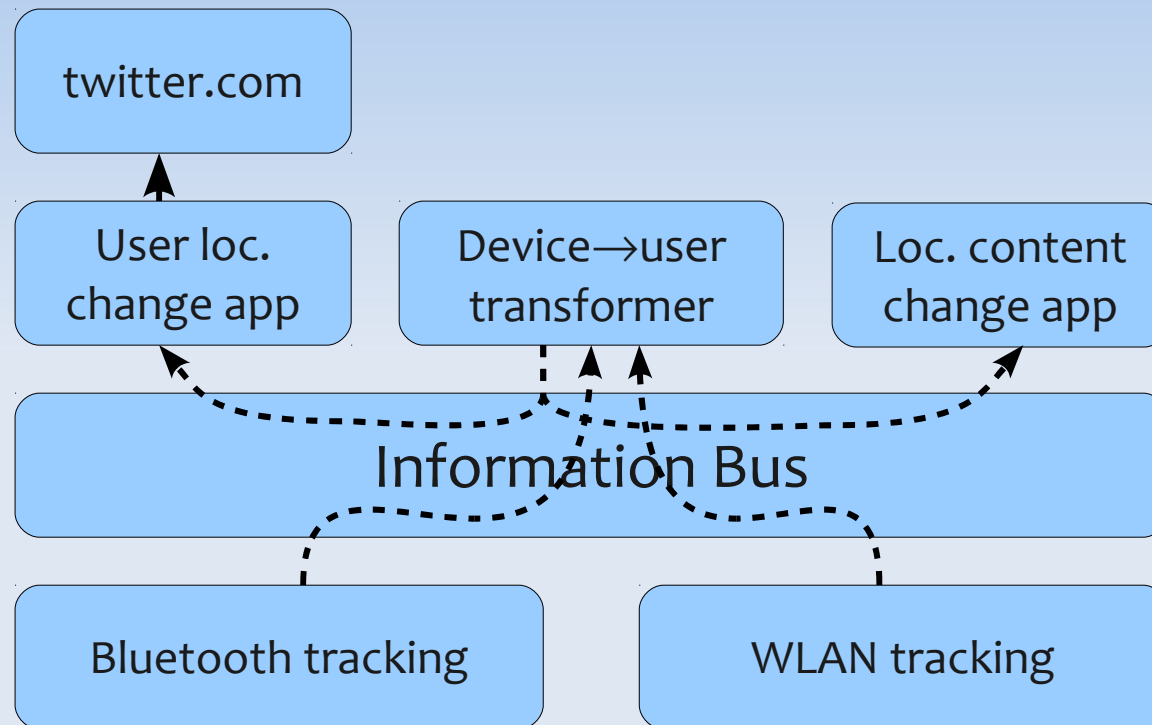 twitter.com
User loc.
change app
Device→user
transformer
Loc. content
change app
Information Bus
Bluetooth tracking
WLAN tracking